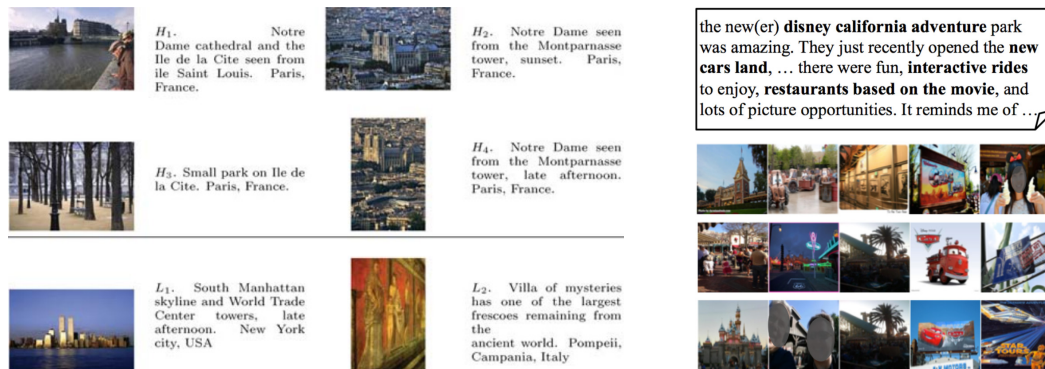 H1. Notre
Dame cathedral and the
Ile de la Cite seen from
ile Saint Louis. Paris,
France.
H2. Notre Dame seen
from the Montparnasse
tower, sunset. Paris,
France.
H3. Small park on Ile de
la Cite. Paris, France.
H4. Notre Dame seen
from the Montparnasse
tower, late afternoon.
Paris, France.
L1. South Manhattan
skyline and World Trade
Center towers, late
afternoon. New York
city, USA
L2. Villa of mysteries
has one of the largest
frescoes remaining from
the
ancient world. Pompeii,
Campania, Italy
the new(er) disney california adventure park
was amazing. They just recently opened the new
cars land, … there were fun, interactive rides
to enjoy, restaurants based on the movie, and
lots of picture opportunities. It reminds me of …
STAR
TOURS